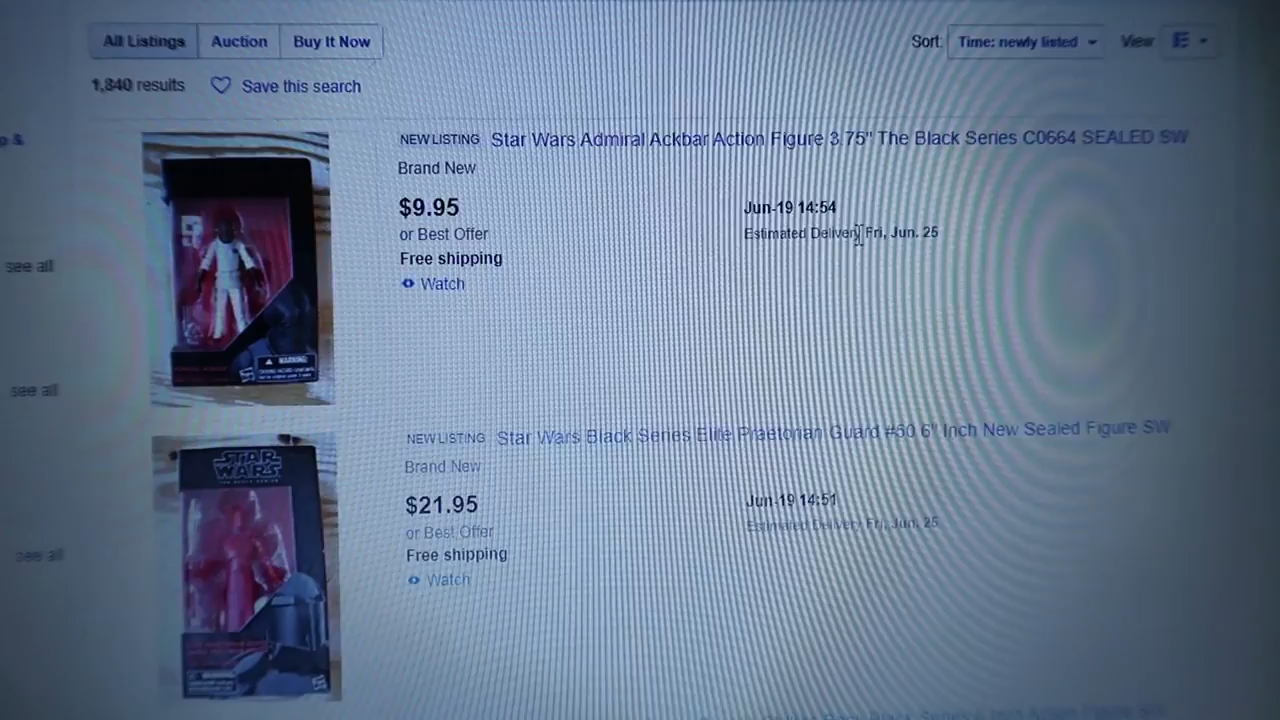 All Listings Auction Buy It Now Sort: Time: newly listed View
1,840 results Save this search
NEW LISTING Star Wars Admiral Ackbar Action Figure 3.75" The Black Series C0664 SEALED SW
Brand New
$9.95 Jun-19 14:54
or Best Offer Estimated Delivery Fri, Jun. 25
Free shipping
Watch
see all
see all
WARNING:
NEW LISTING Star Wars Black Series Elite Praetorian Guard #50 6" Inch New Sealed Figure SW
STAR
WARS
Brand New
$21.95 Jun-19 14:51
or Best Offer Estimated Delivery Fri, Jun. 25
Free shipping
see all
Watch